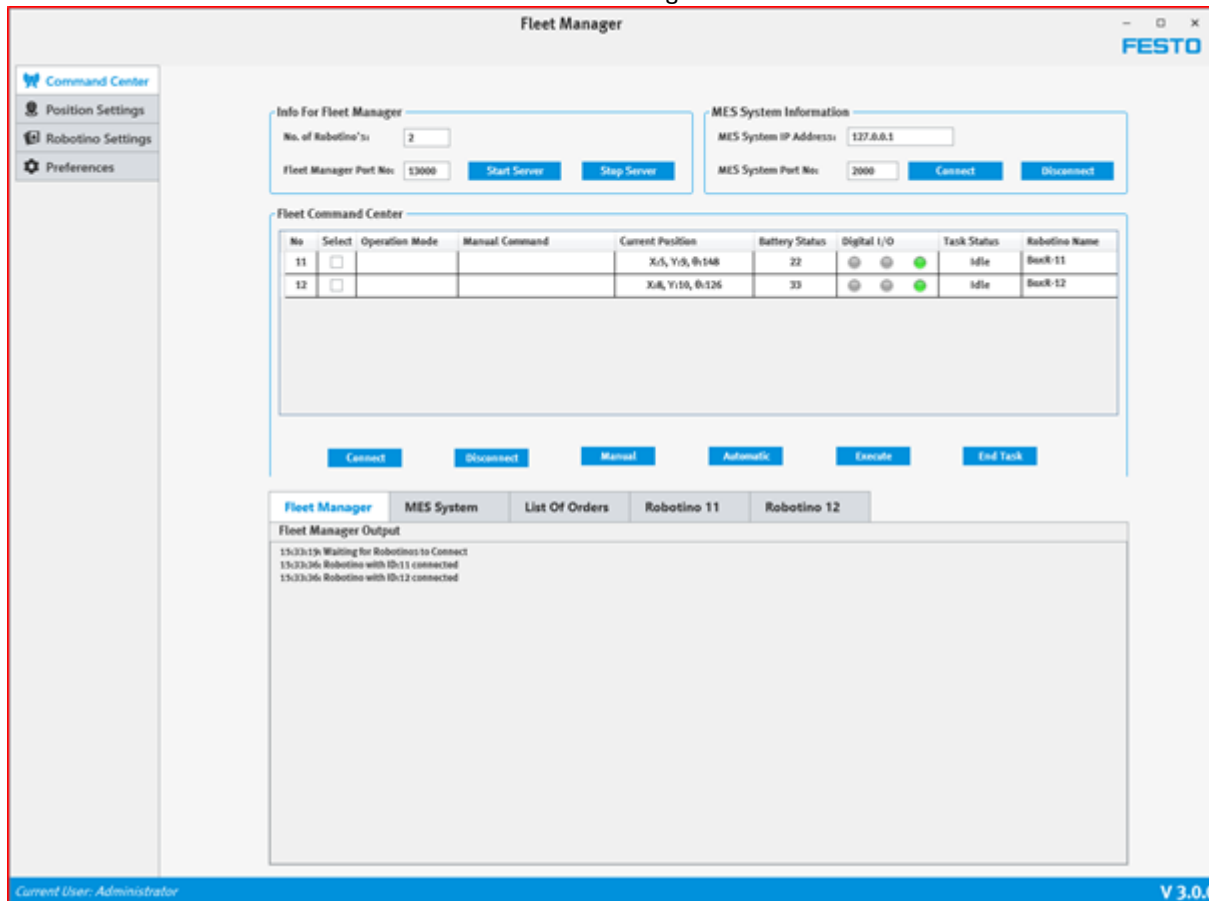 Fleet Manager
FESTO
Command Center
Position Settings
Robotino Settings
Preferences
Info For Fleet Manager
No. of Robotino's: 2
Fleet Manager Port No: 13000 Start Server Stop Server
MES System Information
MES System IP Address: 127.0.0.1
MES System Port No: 2000 Connect Disconnect
Fleet Command Center
No Select Operation Mode Manual Command Current Position Battery Status Digital I/O Task Status Robotino Name
11 X:5, Y:9, θ:148 22 Idle BoxR-11
12 X:8, Y:10, θ:126 33 Idle BoxR-12
Connect Disconnect Manual Automatic Execute End Task
Fleet Manager MES System List Of Orders Robotino 11 Robotino 12
Fleet Manager Output
15:33:19: Waiting for Robotinos to Connect
15:33:36: Robotino with ID:11 connected
15:33:36: Robotino with ID:12 connected
Current User: Administrator
V 3.0.